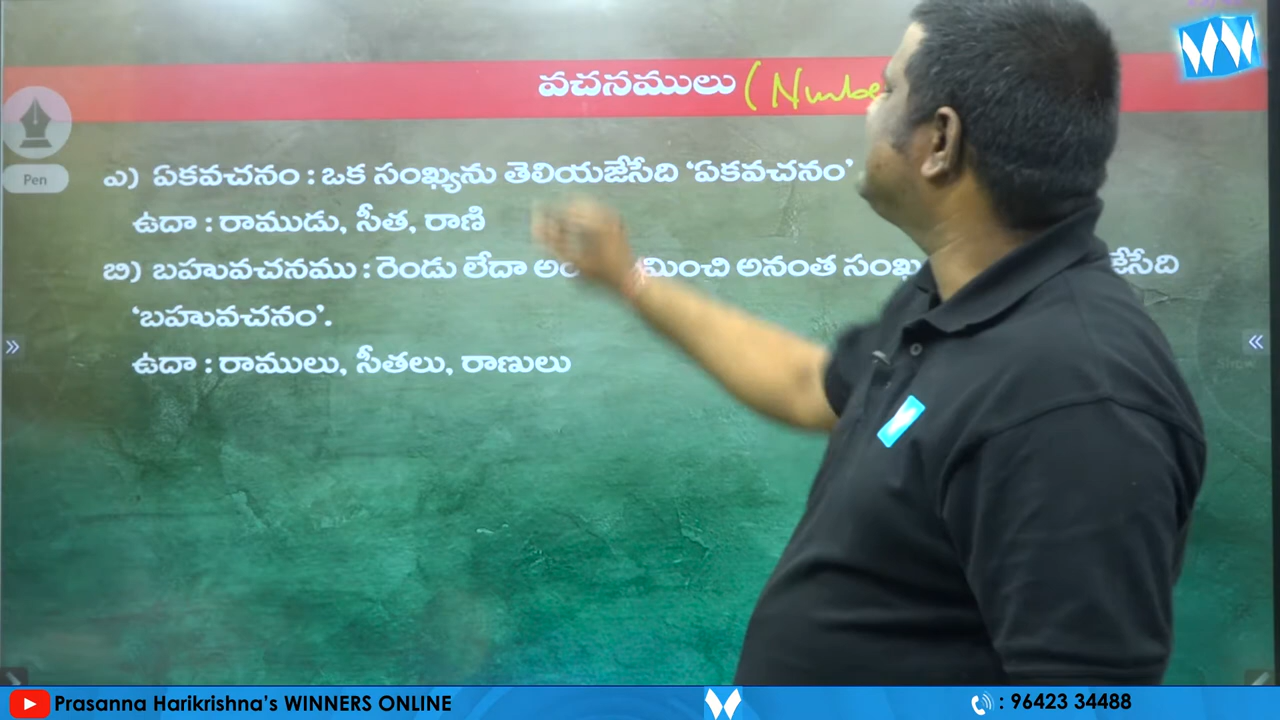 వచనములు (Numbe
Pen
ఎ) ఏకవచనం : ఒక సంఖ్యను తెలియజేసేది ‘ఏకవచనం’
ఉదా : రాముడు, సీత, రాణి
బి) బహువచనము : రెండు లేదా మించి అనంత జేసేది
‘బహువచనం’.
ఉదా : రాములు, సీతలు, రాణులు
Prasanna Harikrishna’s WINNERS ONLINE
: 96423 34488